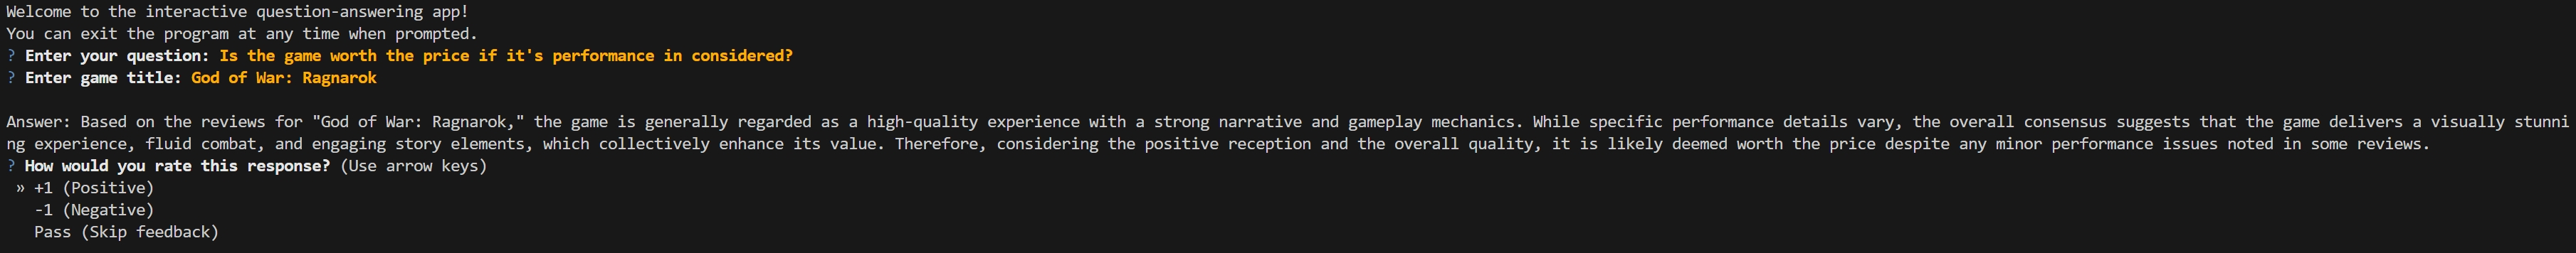 Welcome to the interactive question-answering app!
You can exit the program at any time when prompted.
? Enter your question: Is the game worth the price if it's performance in considered?
? Enter game title: God of War: Ragnarok
Answer: Based on the reviews for "God of War: Ragnarok," the game is generally regarded as a high-quality experience with a strong narrative and gameplay mechanics. While specific performance details vary, the overall consensus suggests that the game delivers a visually stunni
ng experience, fluid combat, and engaging story elements, which collectively enhance its value. Therefore, considering the positive reception and the overall quality, it is likely deemed worth the price despite any minor performance issues noted in some reviews.
? How would you rate this response? (Use arrow keys)
» +1 (Positive)
-1 (Negative)
Pass (Skip feedback)